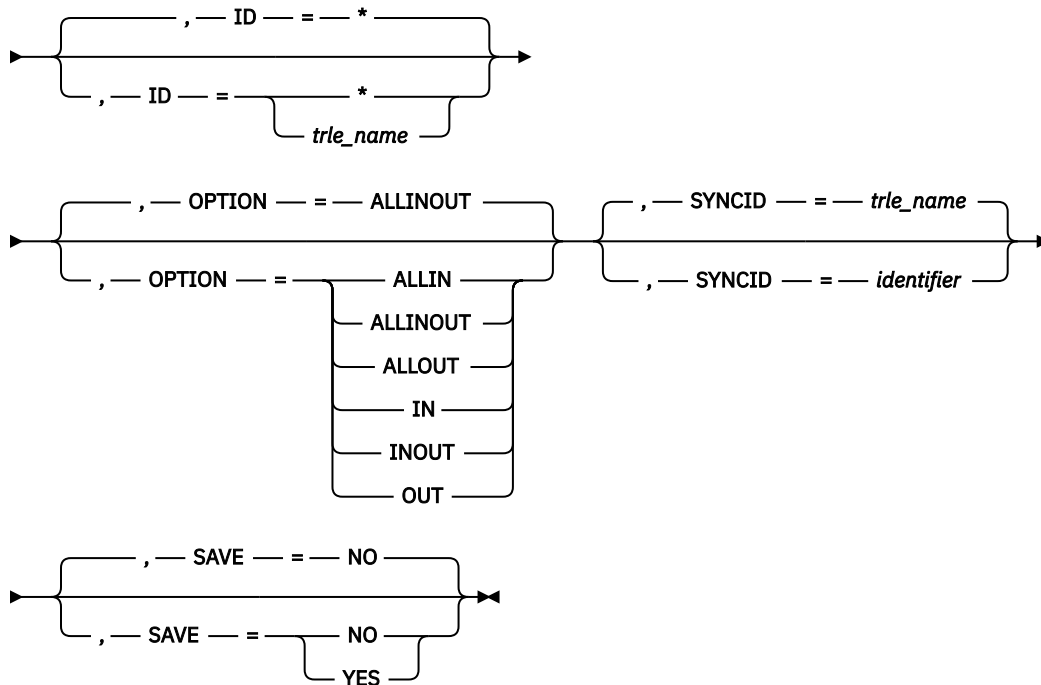 , ID = *
, ID = *
trle_name
, OPTION = ALLINOUT , SYNCID = trle_name
, OPTION = ALLIN , SYNCID = identifier
ALLINOUT
ALLOUT
IN
INOUT
OUT
, SAVE = NO
, SAVE = NO
YES